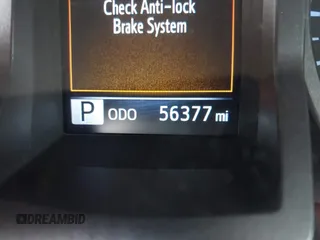 Check Anti-lock
Brake System
P ODO 56377 mi
DREAMBID